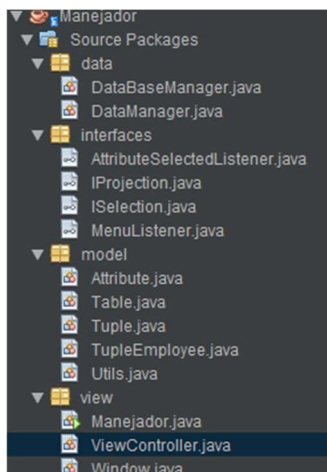 Manejador
Source Packages
data
DataBaseManager.java
DataManager.java
interfaces
AttributeSelectedListener.java
IProjection.java
ISelection.java
MenuListener.java
model
Attribute.java
Table.java
Tuple.java
TupleEmployee.java
Utils.java
view
Manejador.java
ViewController.java
Window.java